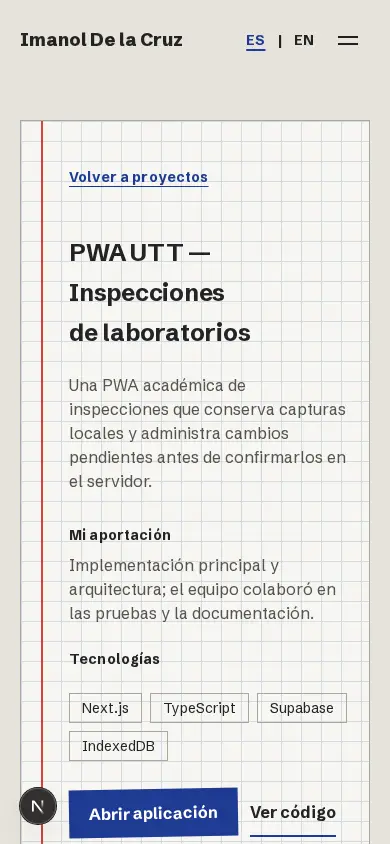 Imanol De la Cruz
ES | EN
Volver a proyectos
PWA UTT —
Inspecciones
de laboratorios
Una PWA académica de
inspecciones que conserva capturas
locales y administra cambios
pendientes antes de confirmarlos en
el servidor.
Mi aportación
Implementación principal y
arquitectura; el equipo colaboró en
las pruebas y la documentación.
Tecnologías
Next.js TypeScript Supabase
IndexedDB
N
Abrir aplicación Ver código